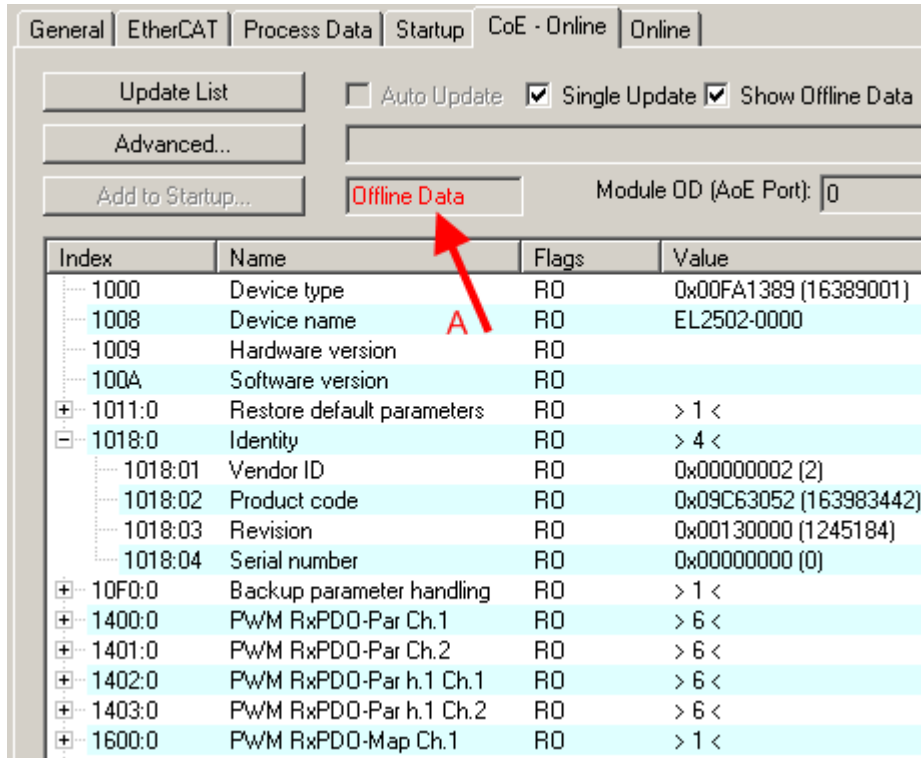 General EtherCAT Process Data Startup CoE - Online Online
Update List Auto Update Single Update Show Offline Data
Advanced...
Add to Startup... Offline Data Module OD (AoE Port): 0
Index Name Flags Value
1000 Device type RO 0x00FA1389 (16389001)
1008 Device name A RO EL2502-0000
1009 Hardware version RO
100A Software version RO
1011:0 Restore default parameters RO > 1 <
1018:0 Identity RO > 4 <
1018:01 Vendor ID RO 0x00000002 (2)
1018:02 Product code RO 0x09C63052 (163983442)
1018:03 Revision RO 0x00130000 (1245184)
1018:04 Serial number RO 0x00000000 (0)
10F0:0 Backup parameter handling RO > 1 <
1400:0 PWM RxPDO-Par Ch.1 RO > 6 <
1401:0 PWM RxPDO-Par Ch.2 RO > 6 <
1402:0 PWM RxPDO-Par h.1 Ch.1 RO > 6 <
1403:0 PWM RxPDO-Par h.1 Ch.2 RO > 6 <
1600:0 PWM RxPDO-Map Ch.1 RO > 1 <